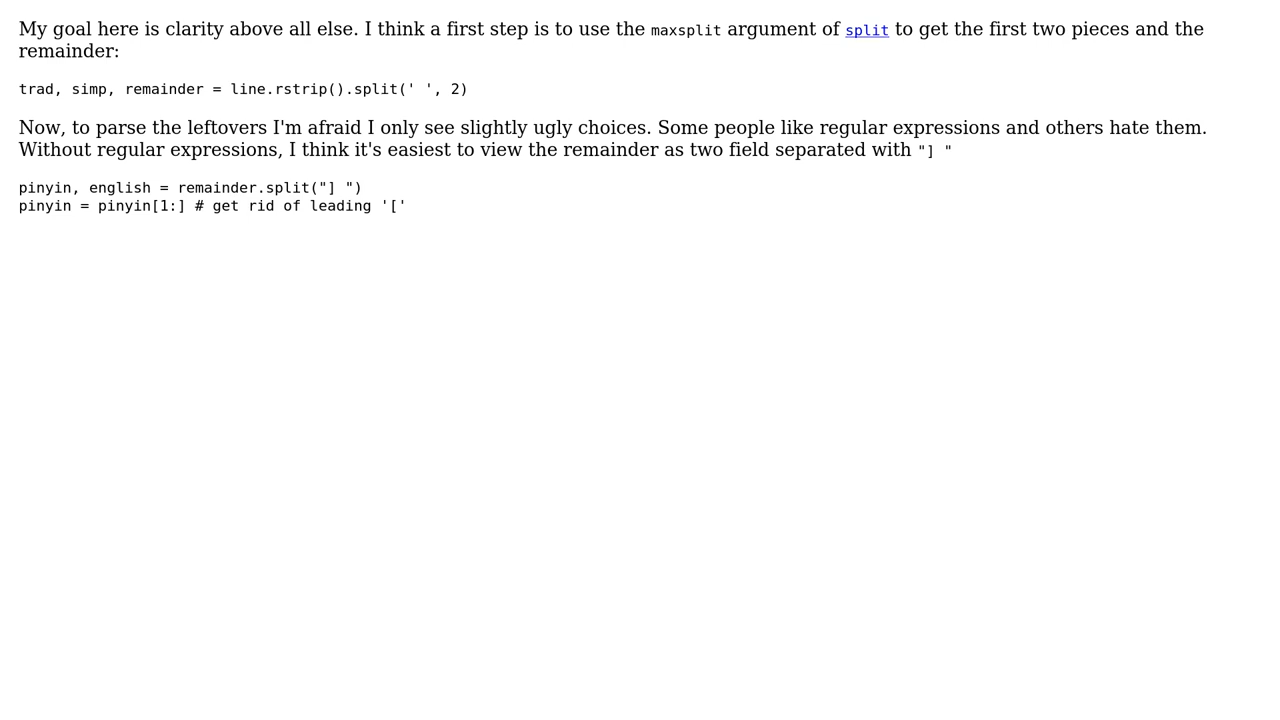 My goal here is clarity above all else. I think a first step is to use the maxsplit argument of split to get the first two pieces and the
remainder:
trad, simp, remainder = line.rstrip().split(' ', 2)
Now, to parse the leftovers I'm afraid I only see slightly ugly choices. Some people like regular expressions and others hate them.
Without regular expressions, I think it's easiest to view the remainder as two field separated with "] "
pinyin, english = remainder.split("] ")
pinyin = pinyin[1:] # get rid of leading '['